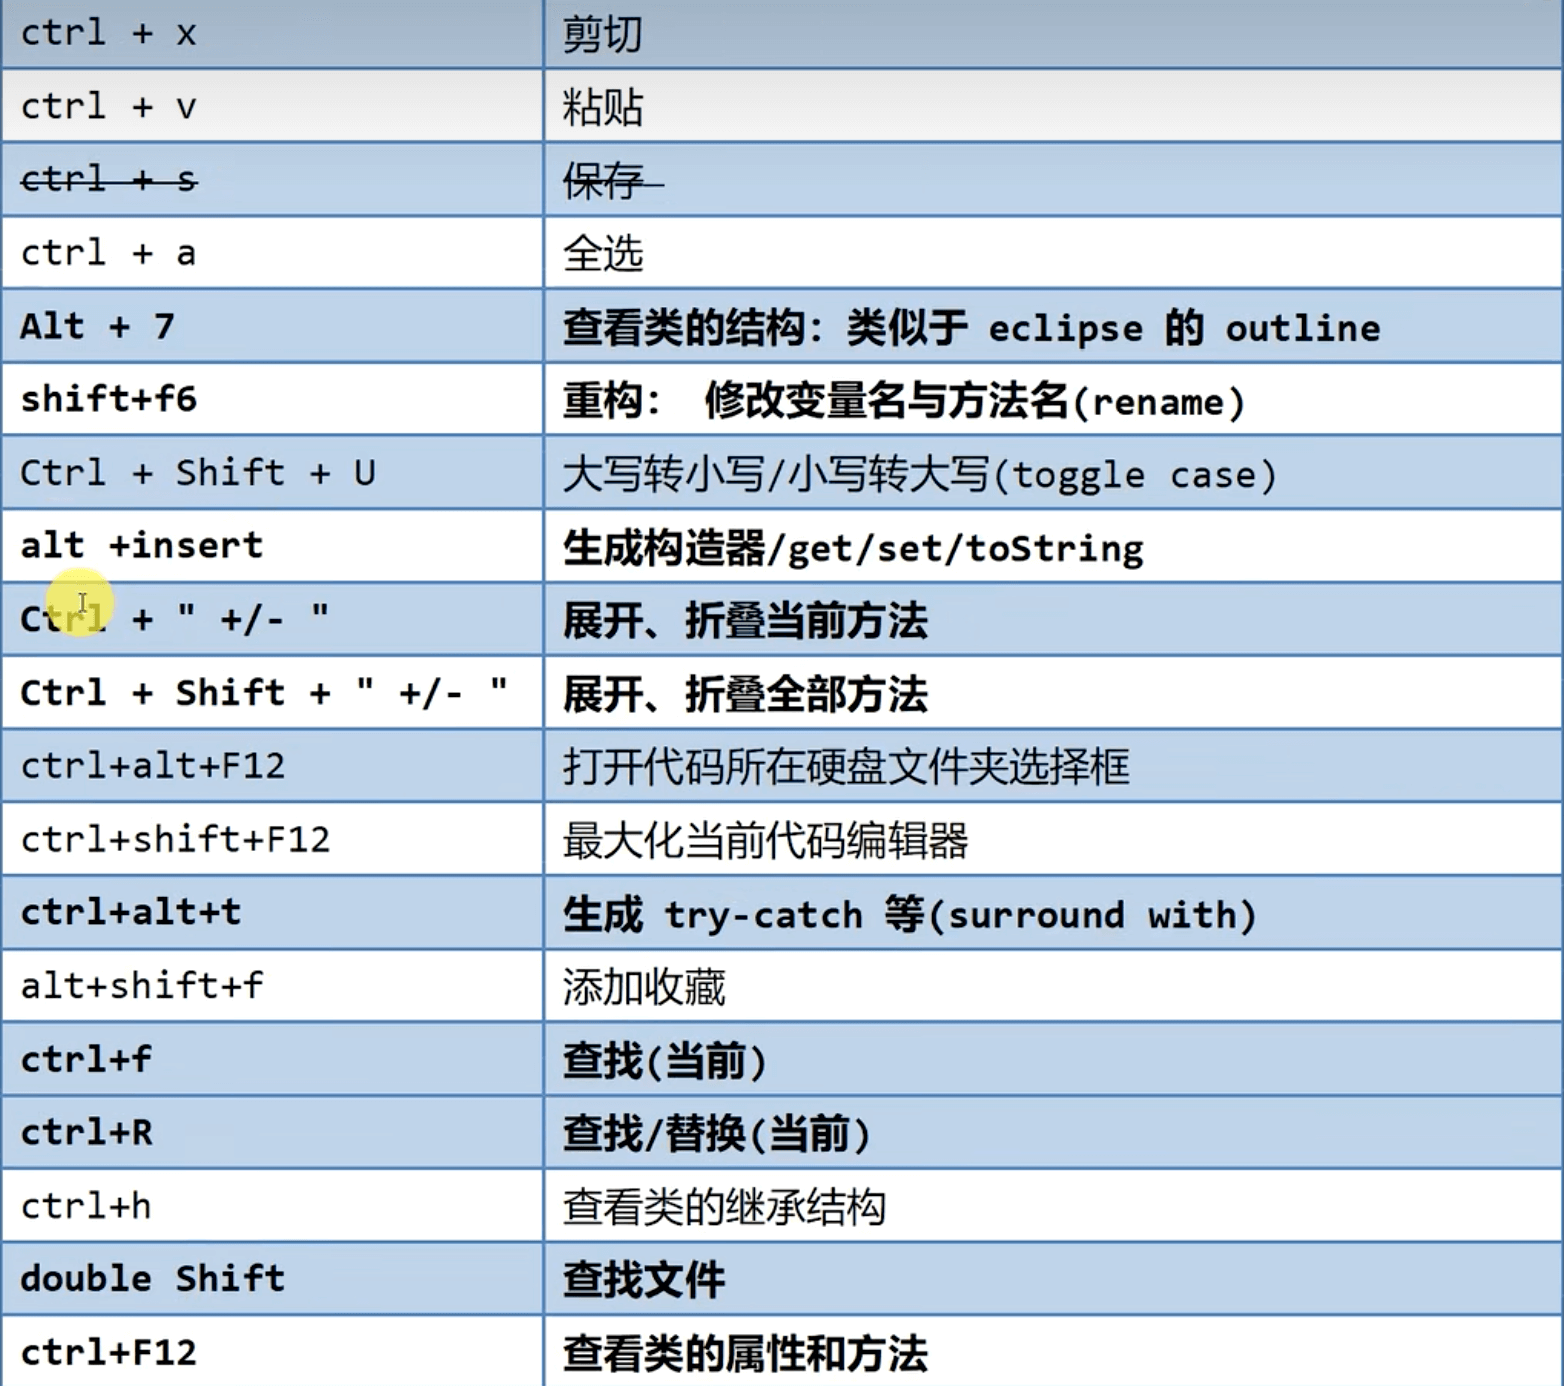 ctrl + x 剪切
ctrl + v 粘贴
ctrl + s 保存
ctrl + a 全选
Alt + 7 查看类的结构：类似于 eclipse 的 outline
shift+f6 重构： 修改变量名与方法名(rename)
Ctrl + Shift + U 大写转小写/小写转大写(toggle case)
alt +insert 生成构造器/get/set/toString
Ctrl + " +/- " 展开、折叠当前方法
Ctrl + Shift + " +/- " 展开、折叠全部方法
ctrl+alt+F12 打开代码所在硬盘文件夹选择框
ctrl+shift+F12 最大化当前代码编辑器
ctrl+alt+t 生成 try-catch 等(surround with)
alt+shift+f 添加收藏
ctrl+f 查找(当前)
ctrl+R 查找/替换(当前)
ctrl+h 查看类的继承结构
double Shift 查找文件
ctrl+F12 查看类的属性和方法